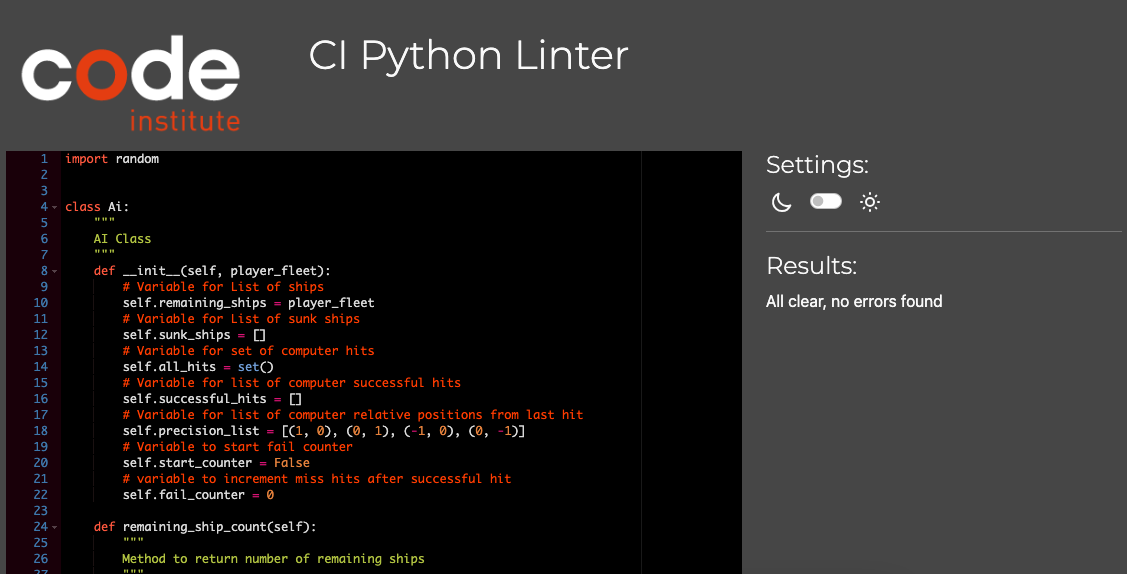 code
institute
CI Python Linter
1 import random
2
3
4 class Ai:
5     """
6     AI Class
7     """
8     def __init__(self, player_fleet):
9         # Variable for List of ships
10         self.remaining_ships = player_fleet
11         # Variable for List of sunk ships
12         self.sunk_ships = []
13         # Variable for set of computer hits
14         self.all_hits = set()
15         # Variable for list of computer successful hits
16         self.successful_hits = []
17         # Variable for list of computer relative positions from last hit
18         self.precision_list = [(1, 0), (0, 1), (-1, 0), (0, -1)]
19         # Variable to start fail counter
20         self.start_counter = False
21         # variable to increment miss hits after successful hit
22         self.fail_counter = 0
23
24     def remaining_ship_count(self):
25         """
26         Method to return number of remaining ships
27         """
Settings:
Results:
All clear, no errors found